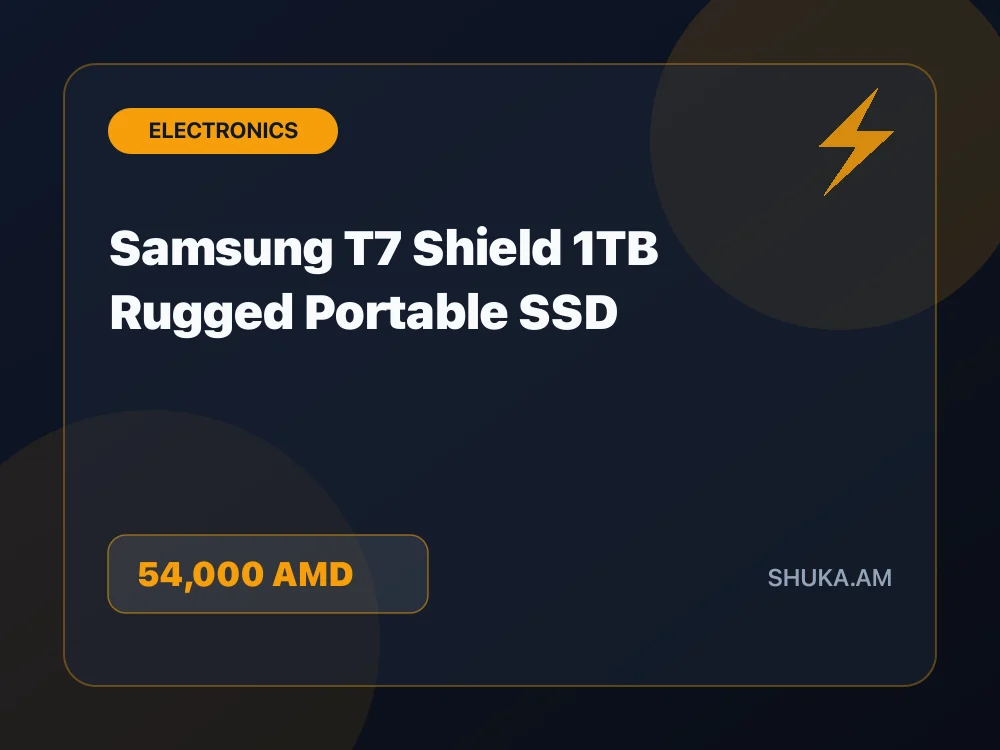 ELECTRONICS
Samsung T7 Shield 1TB
Rugged Portable SSD
54,000 AMD
SHUKA.AM